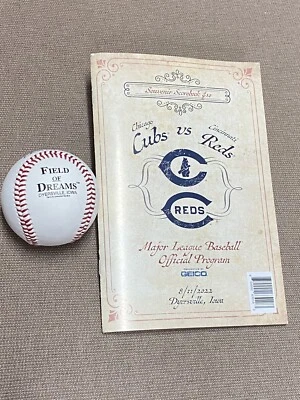 FIELD
OF
DREAMS™
DYERSVILLE, IOWA
Souvenir Scorebook $10
Chicago Cincinnati
Cubs vs Reds
C
C
REDS
Major League Baseball
Official Program
GEICO
8/11/2022
Dyersville, Iowa